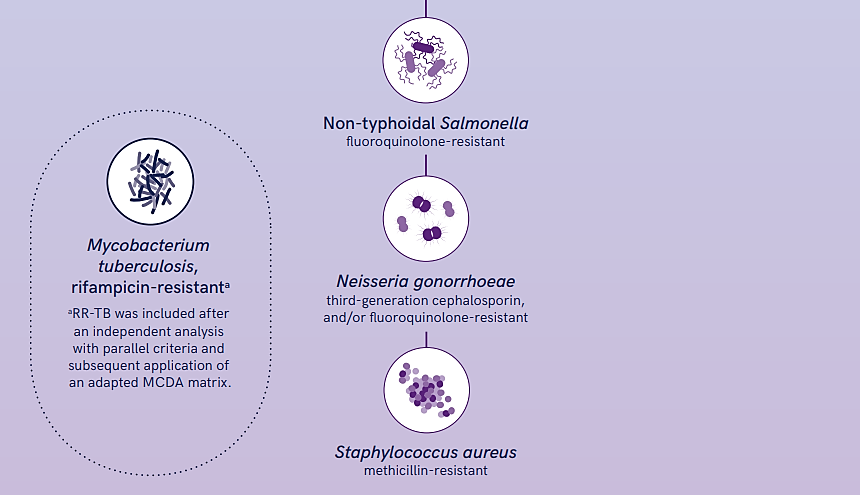 Mycobacterium
tuberculosis,
rifampicin-resistantᵃ
ᵃRR-TB was included after
an independent analysis
with parallel criteria and
subsequent application of
an adapted MCDA matrix.
Non-typhoidal Salmonella
fluoroquinolone-resistant
Neisseria gonorrhoeae
third-generation cephalosporin,
and/or fluoroquinolone-resistant
Staphylococcus aureus
methicillin-resistant